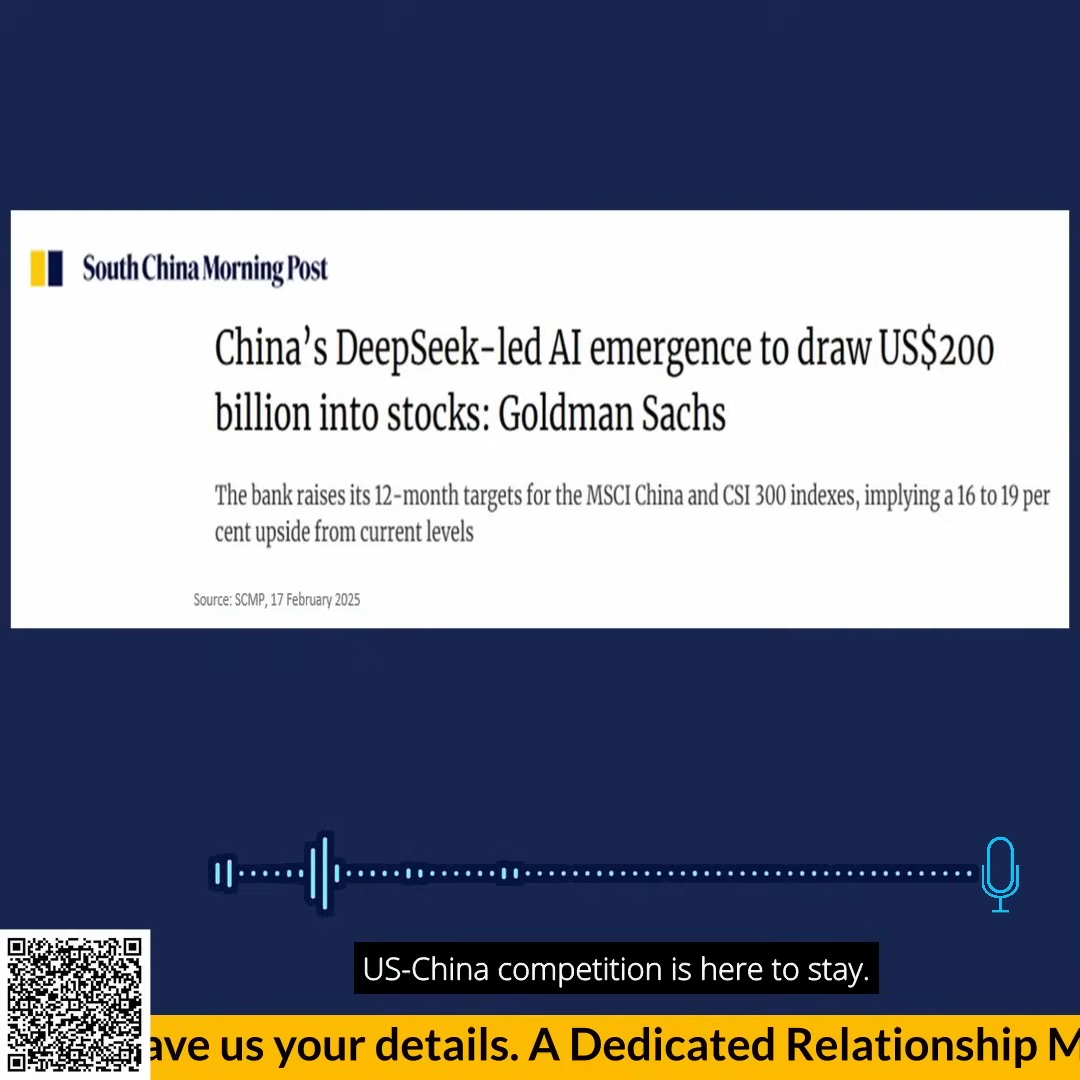 South China Morning Post
China’s DeepSeek-led AI emergence to draw US$200
billion into stocks: Goldman Sachs
The bank raises its 12-month targets for the MSCI China and CSI 300 indexes, implying a 16 to 19 per
cent upside from current levels
Source: SCMP, 17 February 2025
US-China competition is here to stay.
ave us your details. A Dedicated Relationship M